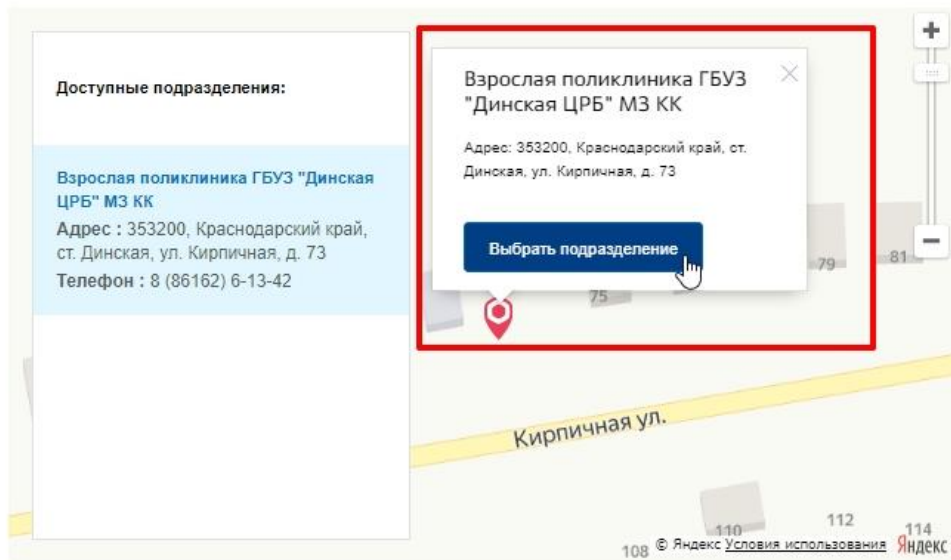 Доступные подразделения:
Взрослая поликлиника ГБУЗ "Динская
ЦРБ" МЗ КК
Адрес : 353200, Краснодарский край,
ст. Динская, ул. Кирпичная, д. 73
Телефон : 8 (86162) 6-13-42
Взрослая поликлиника ГБУЗ
"Динская ЦРБ" МЗ КК
Адрес: 353200, Краснодарский край, ст.
Динская, ул. Кирпичная, д. 73
Выбрать подразделение
75
79
81
Кирпичная ул.
108
110
112
114
© Яндекс Условия использования Яндекс